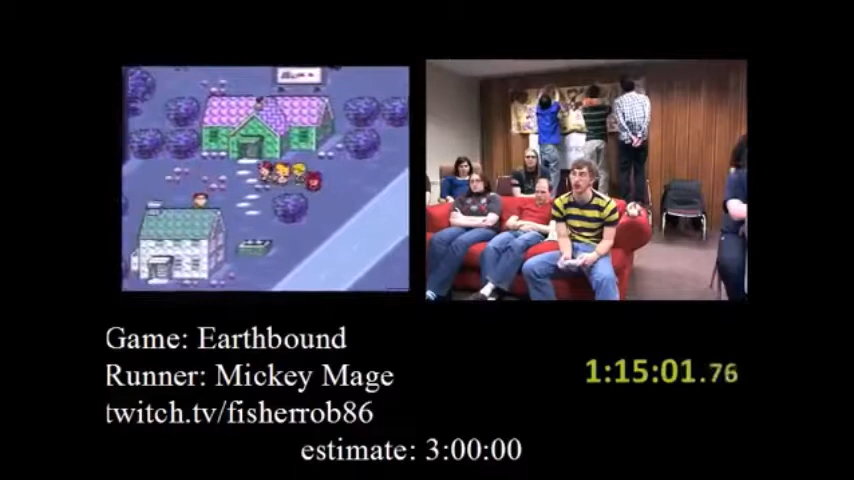 Game: Earthbound
Runner: Mickey Mage
twitch.tv/fisherrob86
1:15:01.76
estimate: 3:00:00